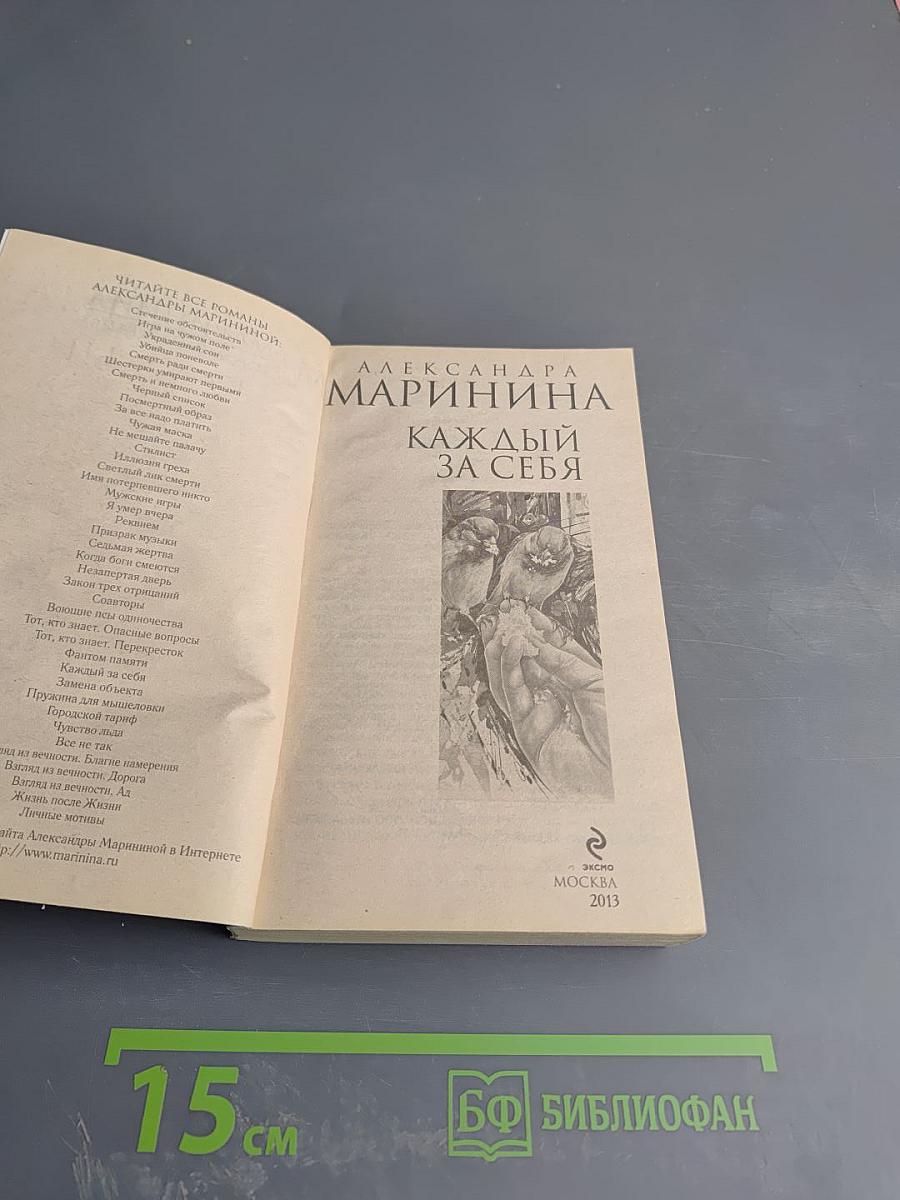 ЧИТАЙТЕ ВСЕ РОМАНЫ
АЛЕКСАНДРЫ МАРИНИНОЙ:
Стечение обстоятельств
Игра на чужом поле
Украденный сон
Убийца поневоле
Смерть ради смерти
Шестерки умирают первыми
Смерть и немного любви
Черный список
Посмертный образ
За все надо платить
Чужая маска
Не мешайте палачу
Стилист
Иллюзия греха
Светлый лик смерти
Имя потерпевшего никто
Мужские игры
Я умер вчера
Реквием
Призрак музыки
Седьмая жертва
Когда боги смеются
Незапертая дверь
Закон трех отрицаний
Соавторы
Воющие псы одиночества
Тот, кто знает. Опасные вопросы
Тот, кто знает. Перекресток
Фантом памяти
Каждый за себя
Замена объекта
Пружина для мышеловки
Городской тариф
Чувство льда
Все не так
из вечности. Благие намерения
Взгляд из вечности. Дорога
Взгляд из вечности. Ад
Жизнь после Жизни
Личные мотивы
Александры Марининой в Интернете
p://www.marinina.ru
АЛЕКСАНДРА
МАРИНИНА
КАЖДЫЙ
ЗА СЕБЯ
ЭКСМО
МОСКВА
2013
15 СМ
БФ БИБЛИОФАН